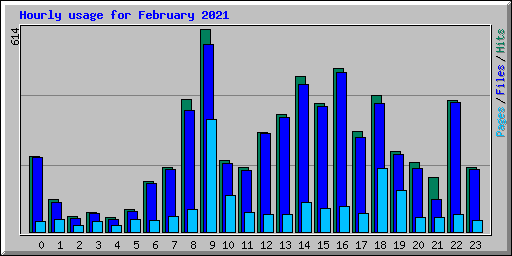 Hourly usage for February 2021
614
Pages / Files / Hits
0 1 2 3 4 5 6 7 8 9 10 11 12 13 14 15 16 17 18 19 20 21 22 23